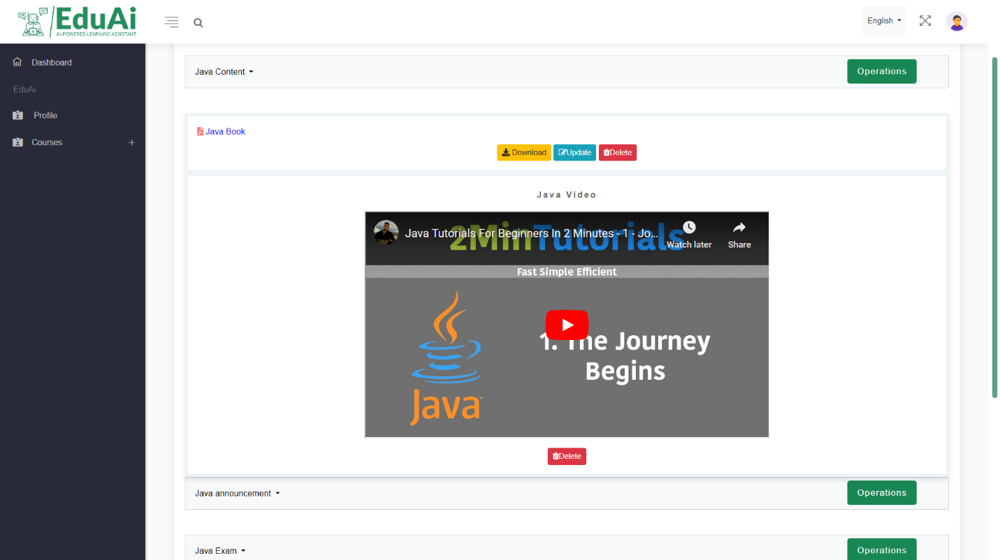 EduAi
AI-POWERED LEARNING ASSISTANT
English
Dashboard
EduAi
Profile
Courses
Java Content
Operations
Java Book
Download
Update
Delete
Java Video
2MinTutorials
Java Tutorials For Beginners In 2 Minutes - 1 - Jo...
Watch later
Share
Fast Simple Efficient
1. The Journey
Begins
Java™
Delete
Java announcement
Operations
Java Exam
Operations